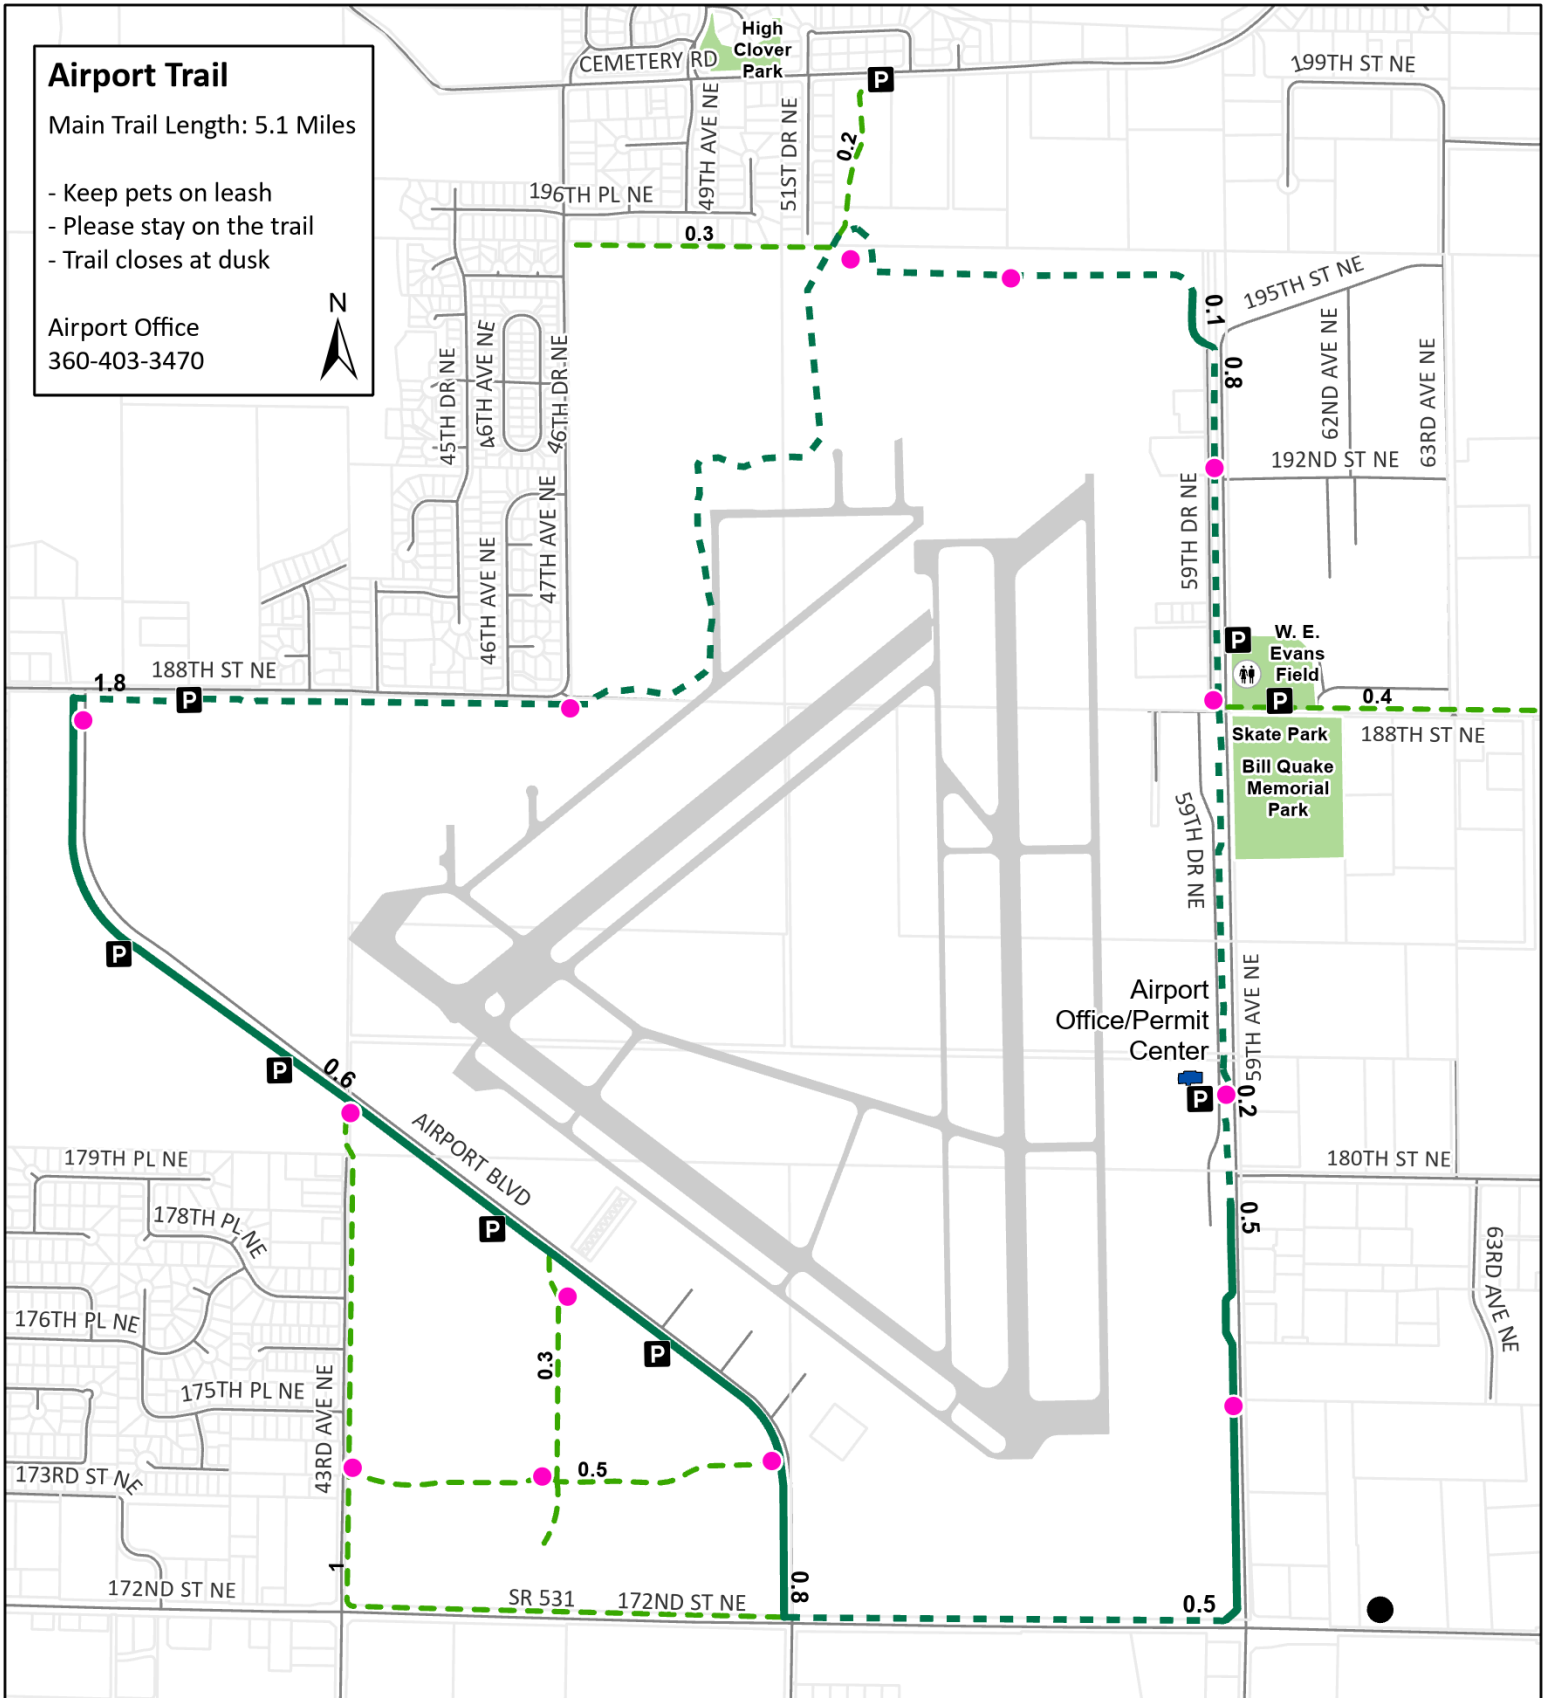 Airport Trail
Main Trail Length: 5.1 Miles
- Keep pets on leash
- Please stay on the trail
- Trail closes at dusk
Airport Office
360-403-3470
N
High
Clover
Park
CEMETERY RD
P
199TH ST NE
49TH AVE NE
51ST DR NE
0.2
196TH PL NE
0.3
195TH ST NE
0.1
0.8
62ND AVE NE
63RD AVE NE
45TH DR NE
46TH AVE NE
46TH DR NE
192ND ST NE
59TH DR NE
47TH AVE NE
46TH AVE NE
P
W. E.
Evans
Field
188TH ST NE
1.8
P
P
0.4
188TH ST NE
Skate Park
Bill Quake
Memorial
Park
59TH DR NE
P
Airport
Office/Permit
Center
59TH AVE NE
P
0.6
P
0.2
AIRPORT BLVD
179TH PL NE
180TH ST NE
178TH PL NE
P
0.5
63RD AVE NE
176TH PL NE
P
0.3
175TH PL NE
43RD AVE NE
173RD ST NE
0.5
1
172ND ST NE
SR 531
172ND ST NE
0.8
0.5